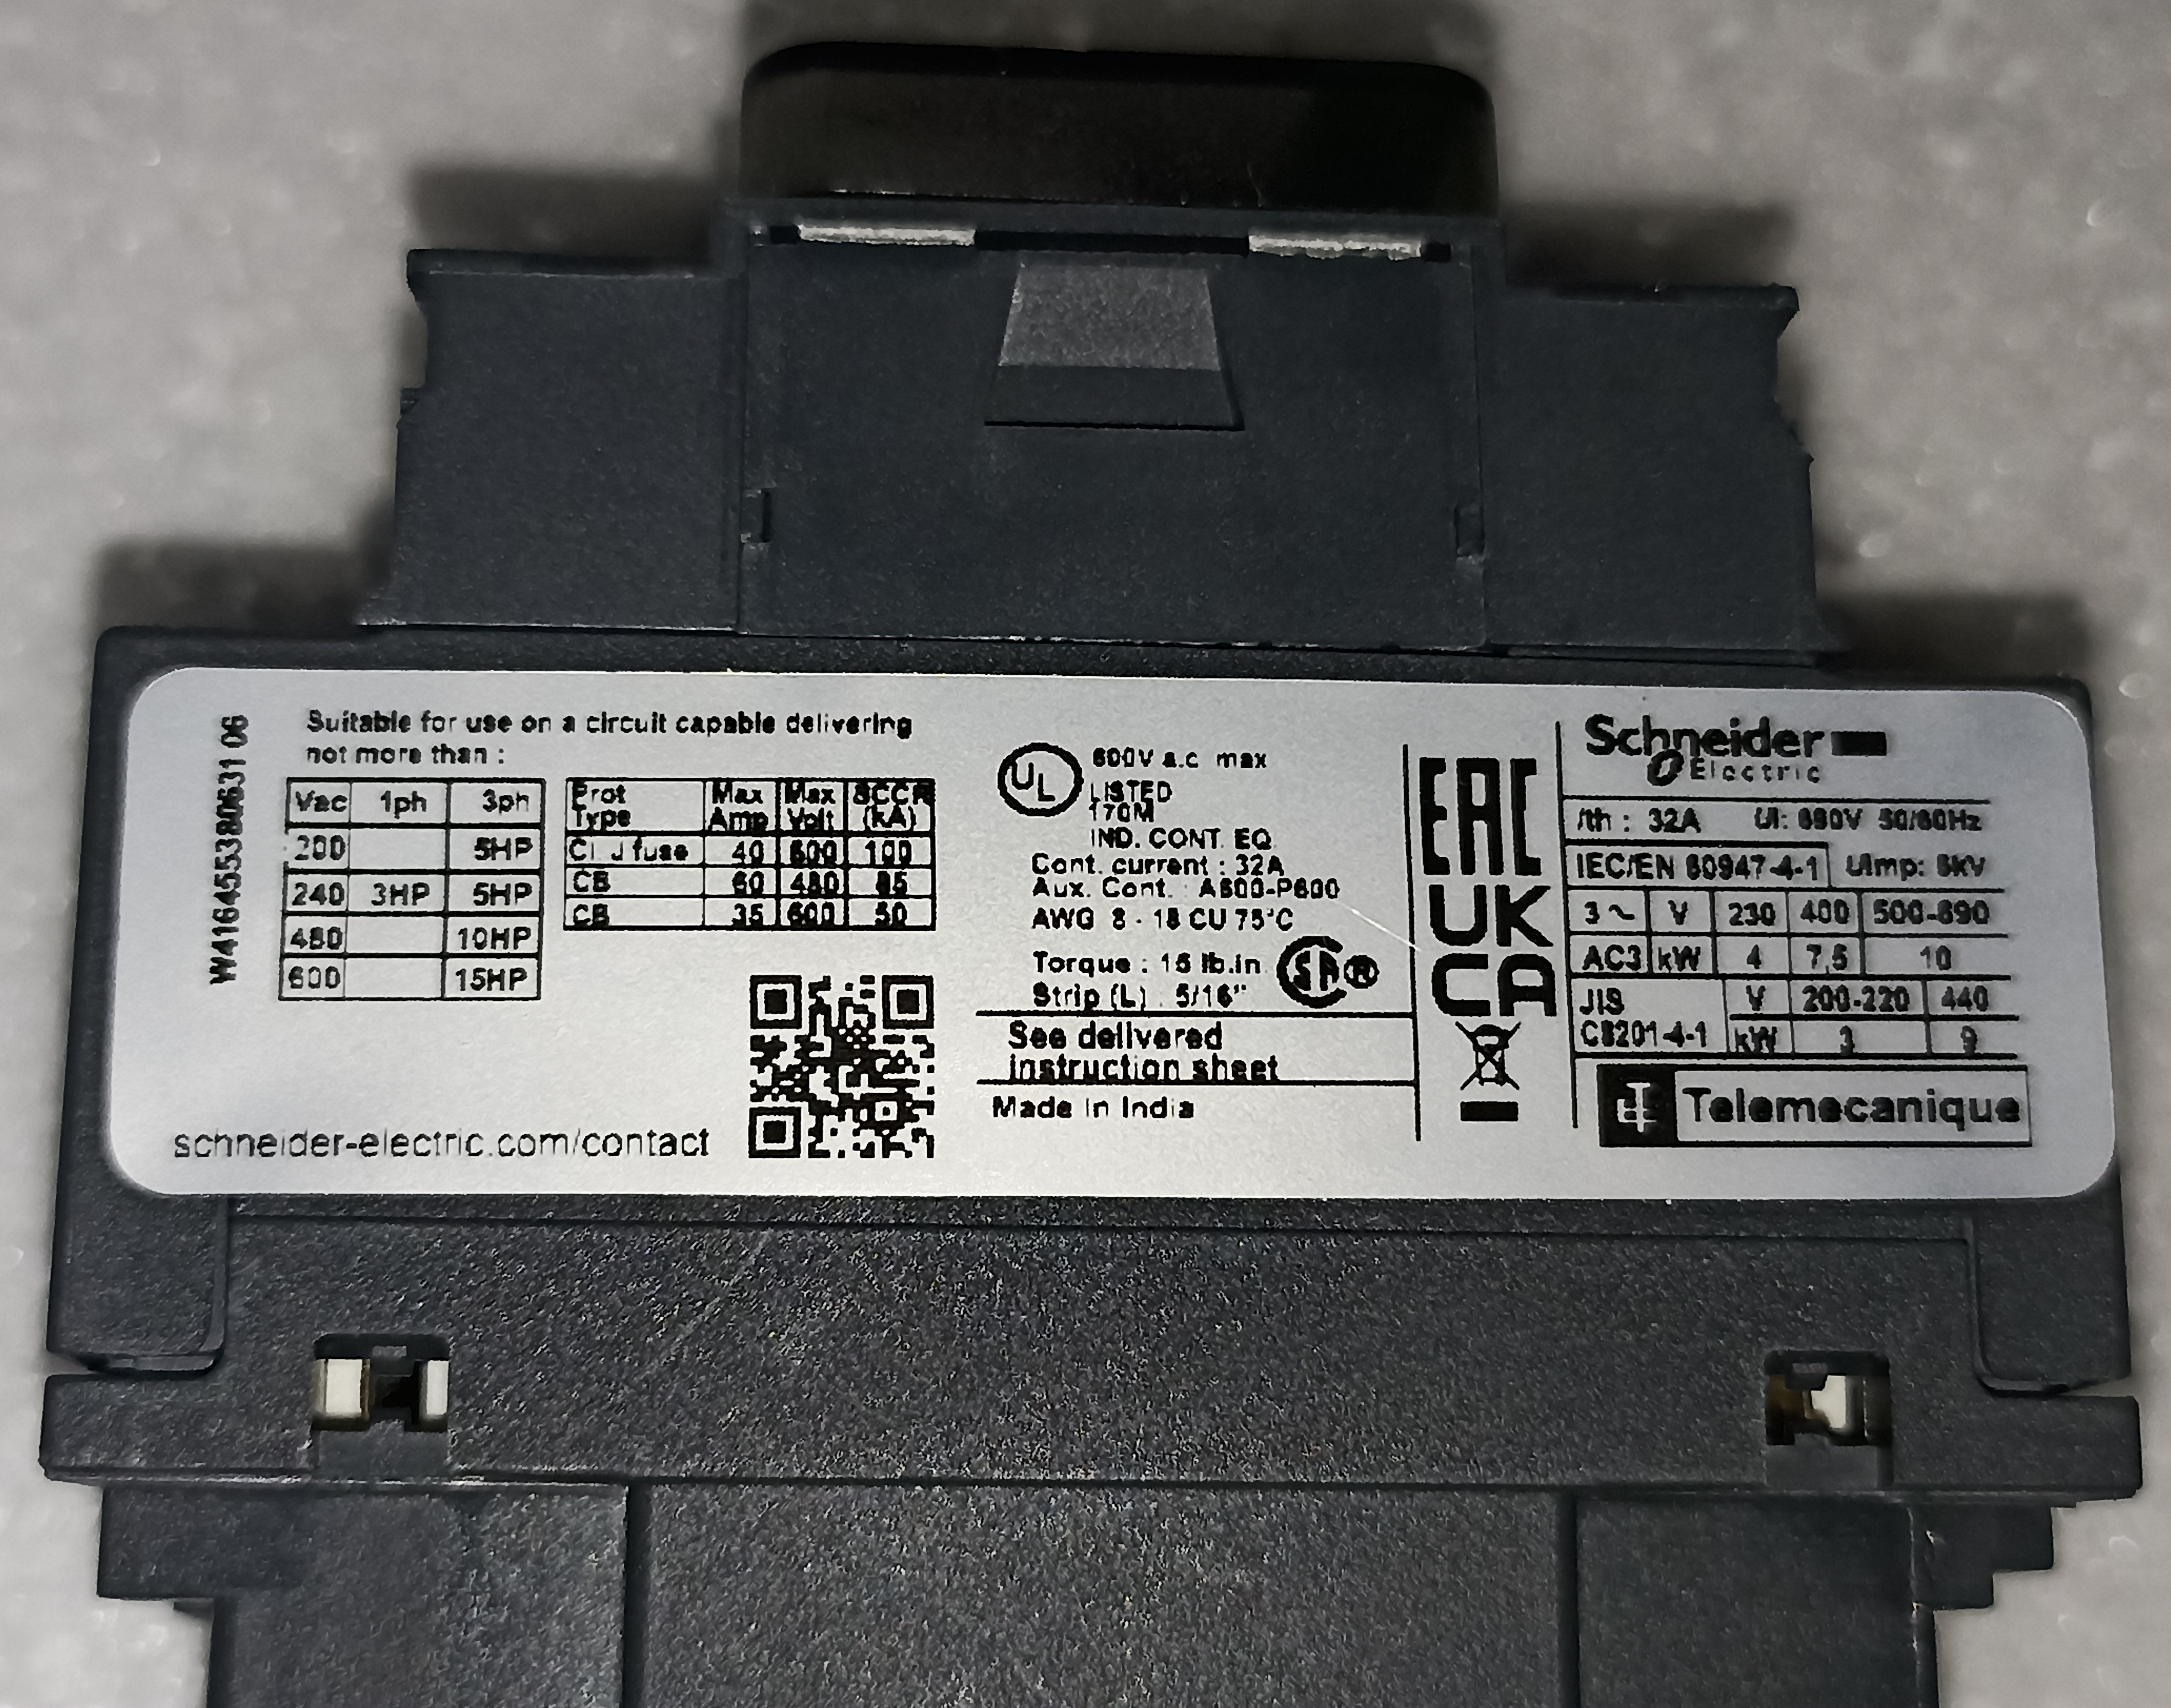 W41645538063106
Suitable for use on a circuit capable delivering
not more than :
Vac 1ph 3ph
200 5HP
240 3HP 5HP
480 10HP
600 15HP
Prot Type Max Amp Max Volt SCCR (kA)
Cl J fuse 40 600 100
CB 60 480 85
CB 35 600 50
schneider-electric.com/contact
UL
600V a.c max
LISTED
170M
IND. CONT. EQ
Cont. current : 32A
Aux. Cont. : A600-P600
AWG 8 - 18 CU 75°C
Torque : 15 lb.in
Strip (L) : 5/16"
SA ®
See delivered
instruction sheet
Made in India
EAC
UK
CA
Schneider
Electric
Ith : 32A Ui: 690V 50/60Hz
IEC/EN 60947-4-1 Uimp: 6kV
3~ V 230 400 500-690
AC3 kW 4 7,5 10
JIS C8201-4-1 V 200-220 440
kW 3 9
Telemecanique